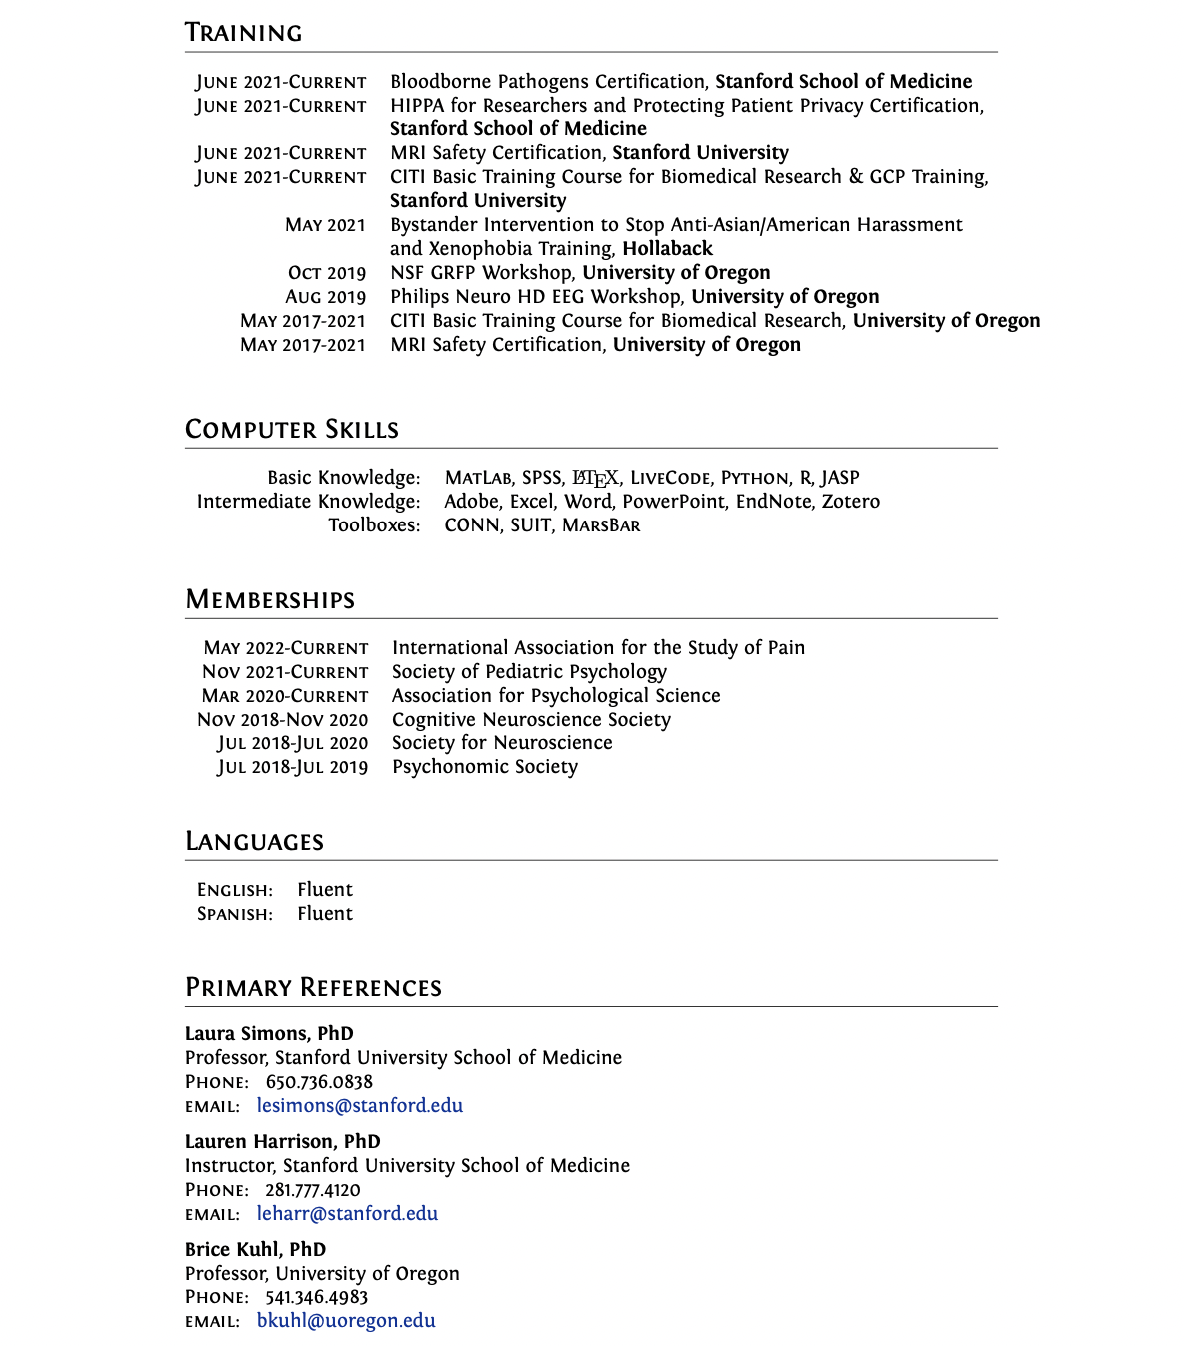 Training
June 2021-Current Bloodborne Pathogens Certification, Stanford School of Medicine
June 2021-Current HIPPA for Researchers and Protecting Patient Privacy Certification,
Stanford School of Medicine
June 2021-Current MRI Safety Certification, Stanford University
June 2021-Current CITI Basic Training Course for Biomedical Research & GCP Training,
Stanford University
May 2021 Bystander Intervention to Stop Anti-Asian/American Harassment
and Xenophobia Training, Hollaback
Oct 2019 NSF GRFP Workshop, University of Oregon
Aug 2019 Philips Neuro HD EEG Workshop, University of Oregon
May 2017-2021 CITI Basic Training Course for Biomedical Research, University of Oregon
May 2017-2021 MRI Safety Certification, University of Oregon
Computer Skills
Basic Knowledge: MatLab, SPSS, LATEX, LiveCode, Python, R, JASP
Intermediate Knowledge: Adobe, Excel, Word, PowerPoint, EndNote, Zotero
Toolboxes: CONN, SUIT, MarsBar
Memberships
May 2022-Current International Association for the Study of Pain
Nov 2021-Current Society of Pediatric Psychology
Mar 2020-Current Association for Psychological Science
Nov 2018-Nov 2020 Cognitive Neuroscience Society
Jul 2018-Jul 2020 Society for Neuroscience
Jul 2018-Jul 2019 Psychonomic Society
Languages
English: Fluent
Spanish: Fluent
Primary References
Laura Simons, PhD
Professor, Stanford University School of Medicine
Phone: 650.736.0838
email: lesimons@stanford.edu
Lauren Harrison, PhD
Instructor, Stanford University School of Medicine
Phone: 281.777.4120
email: leharr@stanford.edu
Brice Kuhl, PhD
Professor, University of Oregon
Phone: 541.346.4983
email: bkuhl@uoregon.edu